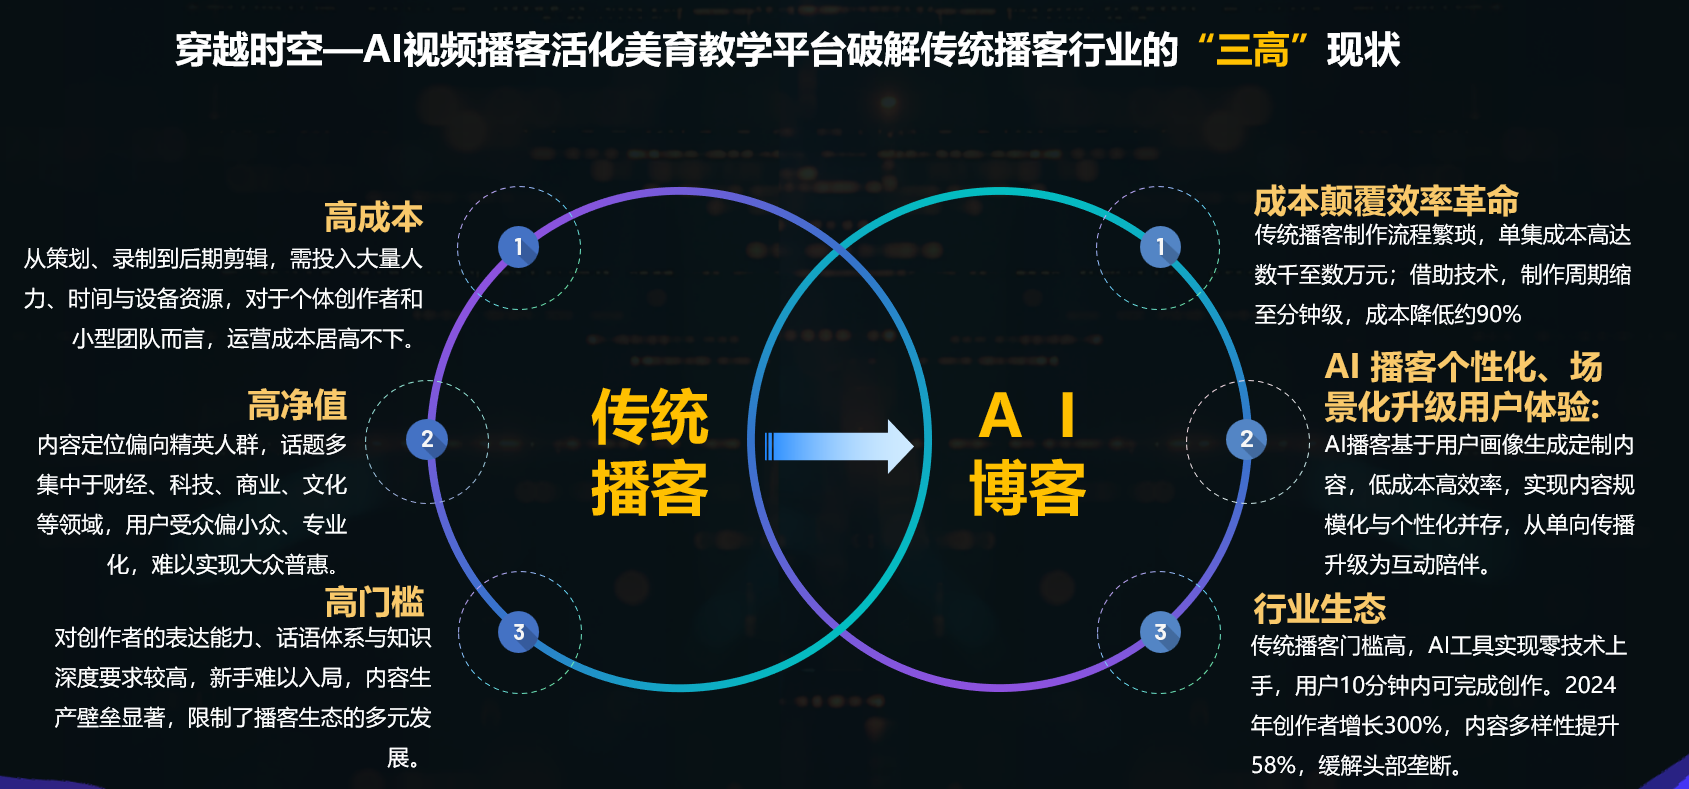 穿越时空—AI视频播客活化美育教学平台破解传统播客行业的“三高”现状
高成本
从策划、录制到后期剪辑，需投入大量人
力、时间与设备资源，对于个体创作者和
小型团队而言，运营成本居高不下。
1
高净值
内容定位偏向精英人群，话题多
集中于财经、科技、商业、文化
等领域，用户受众偏小众、专业
化，难以实现大众普惠。
2
高门槛
对创作者的表达能力、话语体系与知识
深度要求较高，新手难以入局，内容生
产壁垒显著，限制了播客生态的多元发
展。
3
传统
播客
A I
博客
1
成本颠覆效率革命
传统播客制作流程繁琐，单集成本高达
数千至数万元；借助技术，制作周期缩
至分钟级，成本降低约90%
2
AI 播客个性化、场
景化升级用户体验:
AI播客基于用户画像生成定制内
容，低成本高效率，实现内容规
模化与个性化并存，从单向传播
升级为互动陪伴。
3
行业生态
传统播客门槛高，AI工具实现零技术上
手，用户10分钟内可完成创作。2024
年创作者增长300%，内容多样性提升
58%，缓解头部垄断。